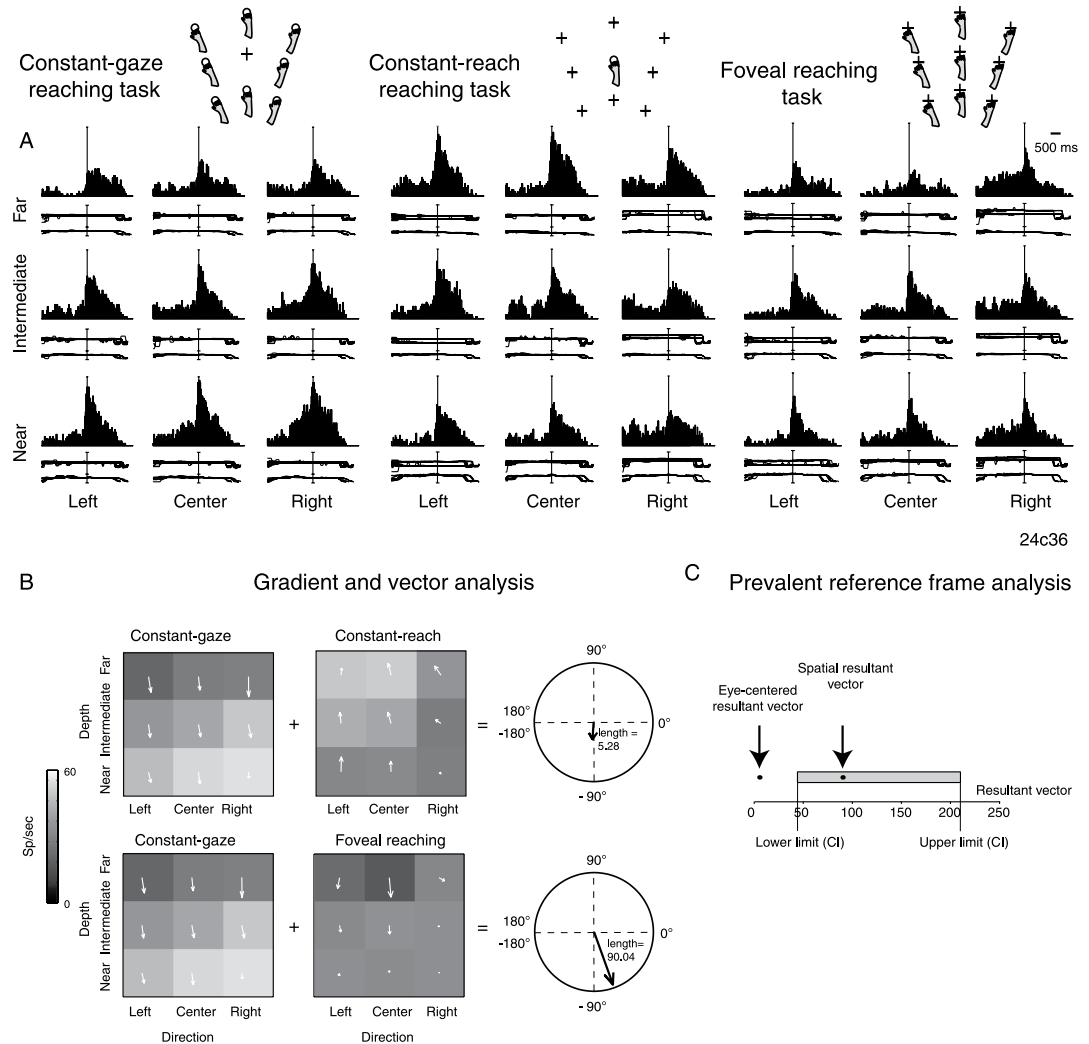 Constant-gaze
reaching task
Constant-reach
reaching task
Foveal reaching
task
A
500 ms
Far
Intermediate
Near
Left
Center
Right
Left
Center
Right
Left
Center
Right
24c36
B
Gradient and vector analysis
Constant-gaze
Constant-reach
Depth
Near Intermediate Far
Left Center Right
Left Center Right
+
=
90°
180°
-180°
0°
- 90°
length =
5.28
60
Sp/sec
0
Constant-gaze
Foveal reaching
Depth
Near Intermediate Far
Left Center Right
Direction
Left Center Right
Direction
+
=
90°
180°
-180°
0°
- 90°
length=
90.04
C
Prevalent reference frame analysis
Spatial resultant
vector
Eye-centered
resultant vector
Resultant vector
0 50 100 150 200 250
Lower limit (CI)
Upper limit (CI)